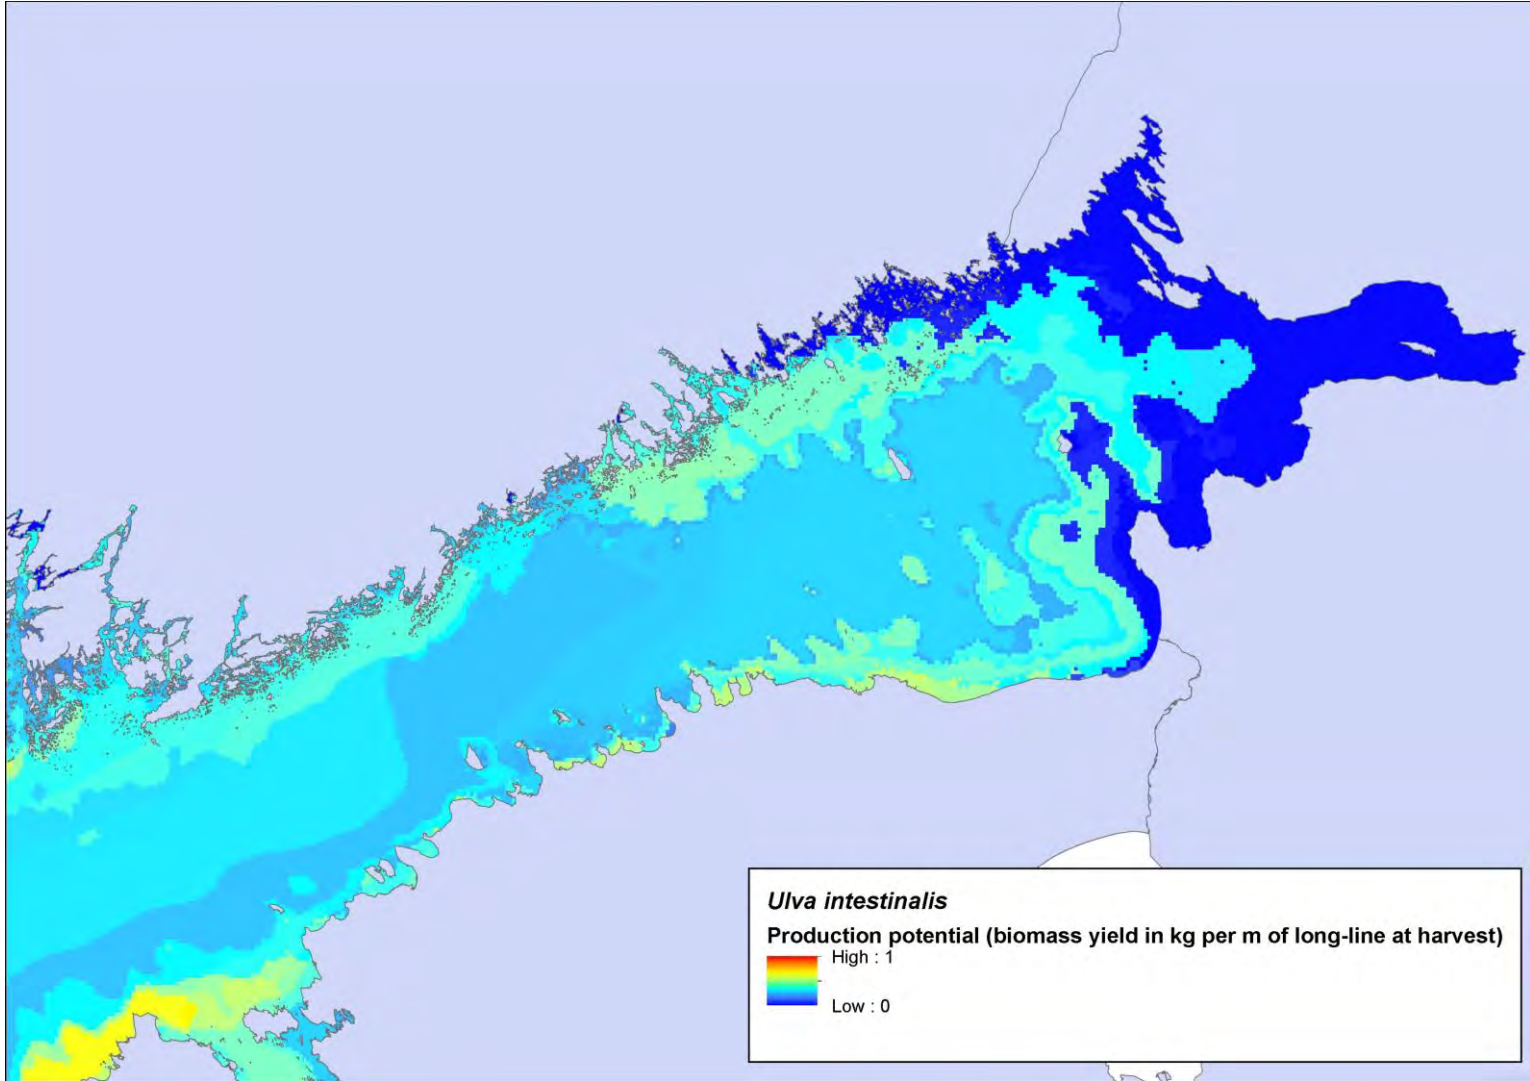 Ulva intestinalis
Production potential (biomass yield in kg per m of long-line at harvest)
High : 1
Low : 0